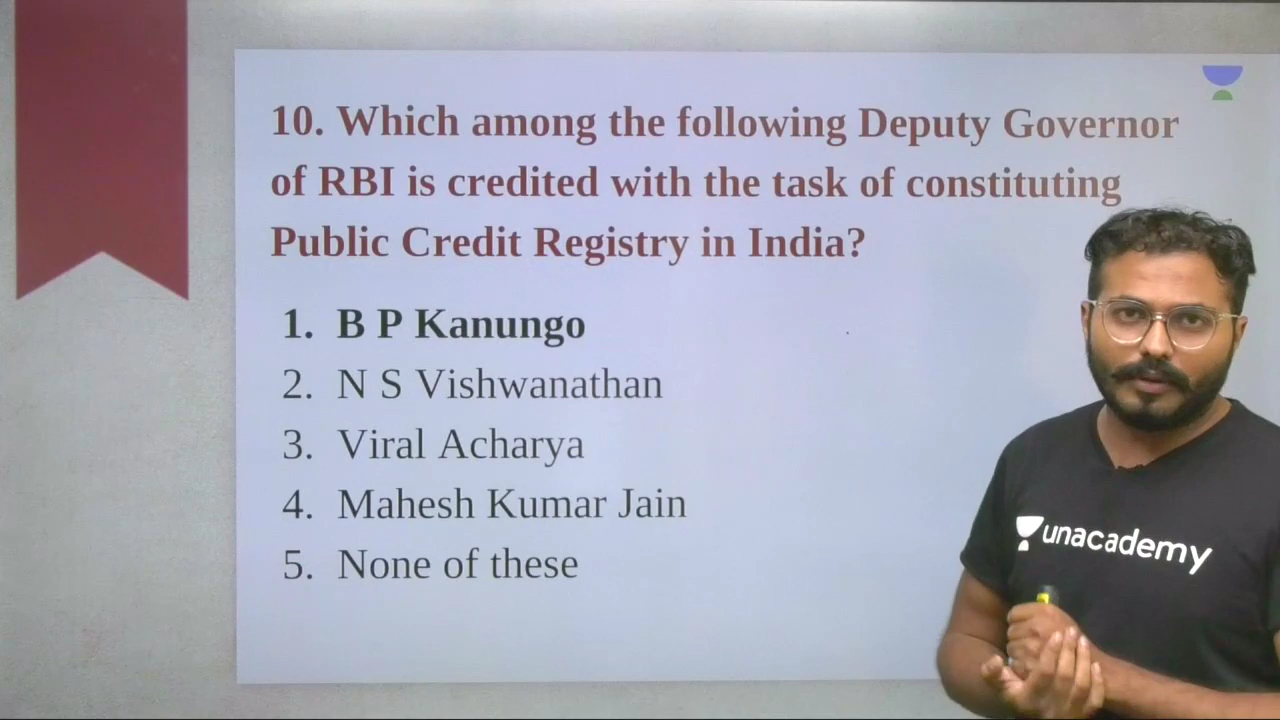 10. Which among the following Deputy Governor
of RBI is credited with the task of constituting
Public Credit Registry in India?
1. B P Kanungo
2. N S Vishwanathan
3. Viral Acharya
4. Mahesh Kumar Jain
5. None of these
unacademy